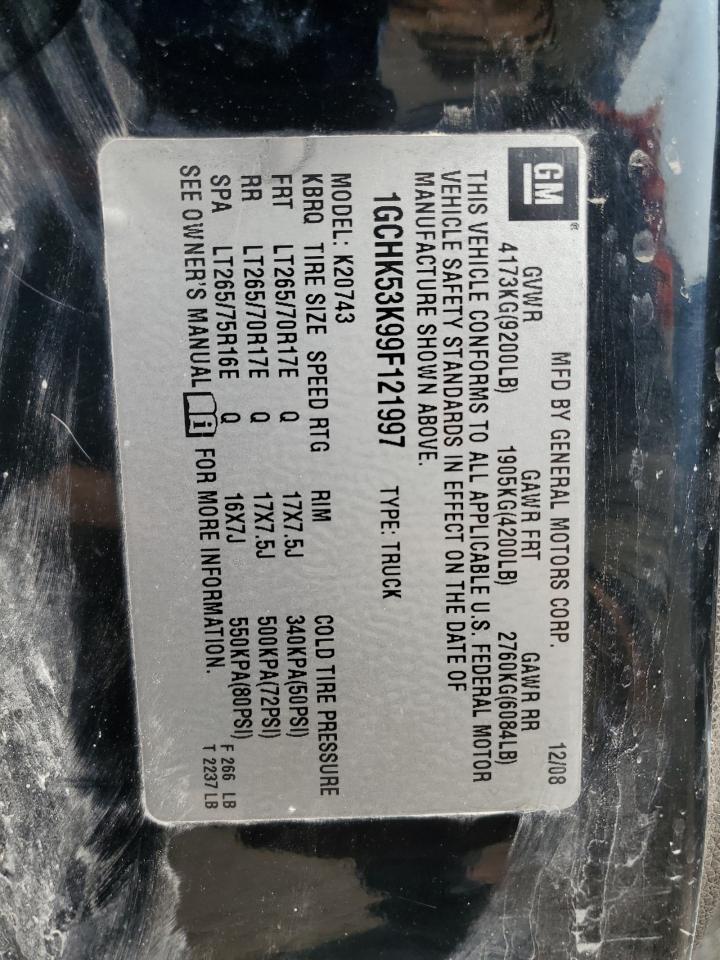 GM®
MFD BY GENERAL MOTORS CORP. 12/08
GVWR GAWR FRT GAWR RR
4173KG(9200LB) 1905KG(4200LB) 2760KG(6084LB)
THIS VEHICLE CONFORMS TO ALL APPLICABLE U.S. FEDERAL MOTOR
VEHICLE SAFETY STANDARDS IN EFFECT ON THE DATE OF
MANUFACTURE SHOWN ABOVE.
1GCHK53K99F121997 TYPE: TRUCK
MODEL: K20743
KBRQ TIRE SIZE SPEED RTG RIM COLD TIRE PRESSURE
FRT LT265/70R17E Q 17X7.5J 340KPA(50PSI)
RR LT265/70R17E Q 17X7.5J 500KPA(72PSI)
SPA LT265/75R16E Q 16X7J 550KPA(80PSI)
SEE OWNER'S MANUAL i FOR MORE INFORMATION.
F 266 LB
T 2237 LB